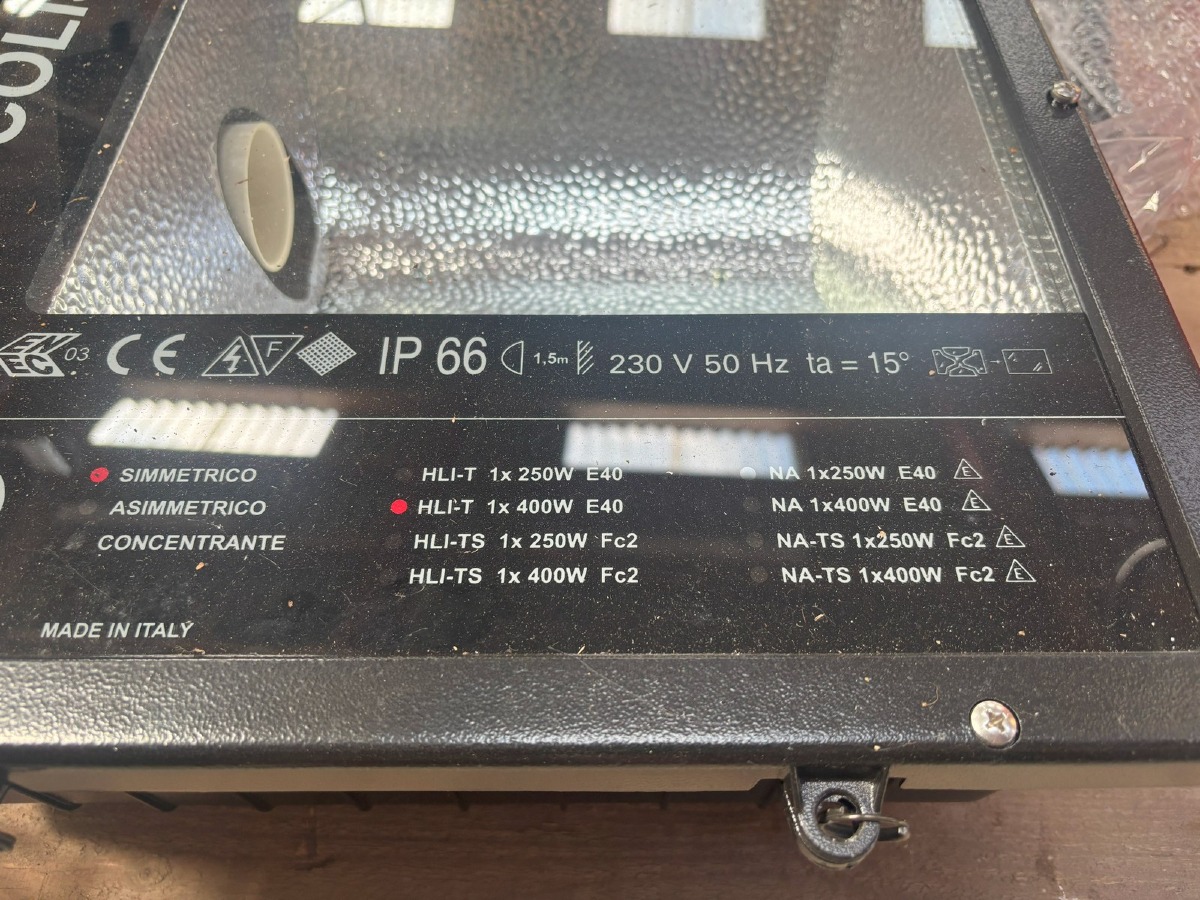 ENEC 03 CE F IP 66 1,5m 230 V 50 Hz ta = 15°
SIMMETRICO HLI-T 1x 250W E40 NA 1x250W E40 E
ASIMMETRICO HLI-T 1x 400W E40 NA 1x400W E40 E
CONCENTRANTE HLI-TS 1x 250W Fc2 NA-TS 1x250W Fc2 E
HLI-TS 1x 400W Fc2 NA-TS 1x400W Fc2 E
MADE IN ITALY